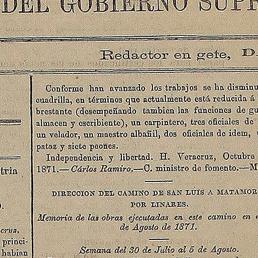 DEL GOBIERNO SUPR
Redactor en gefe, D.
Conforme han avanzado los trabajos se ha disminu
cuadrilla, en términos que actualmente está reducida á
brestante (desempeñando tambien las funciones de gu
almacen y escribiente), un carpintero, tres oficiales de
un velador, un maestro albañil, dos oficiales de idem,
patas y siete peones.
Independencia y libertad. H. Veracruz, Octubre
1871.—Cárlos Ramiro.—C. ministro de fomento.—M
tria
DIRECCION DEL CAMINO DE SAN LUIS A MATAMOR
POR LINARES.
Memoria de las obras ejecutadas en este camino en e
de Agosto de 1871.
Semana del 30 de Julio al 5 de Agosto.
cruz.
princi-
habian